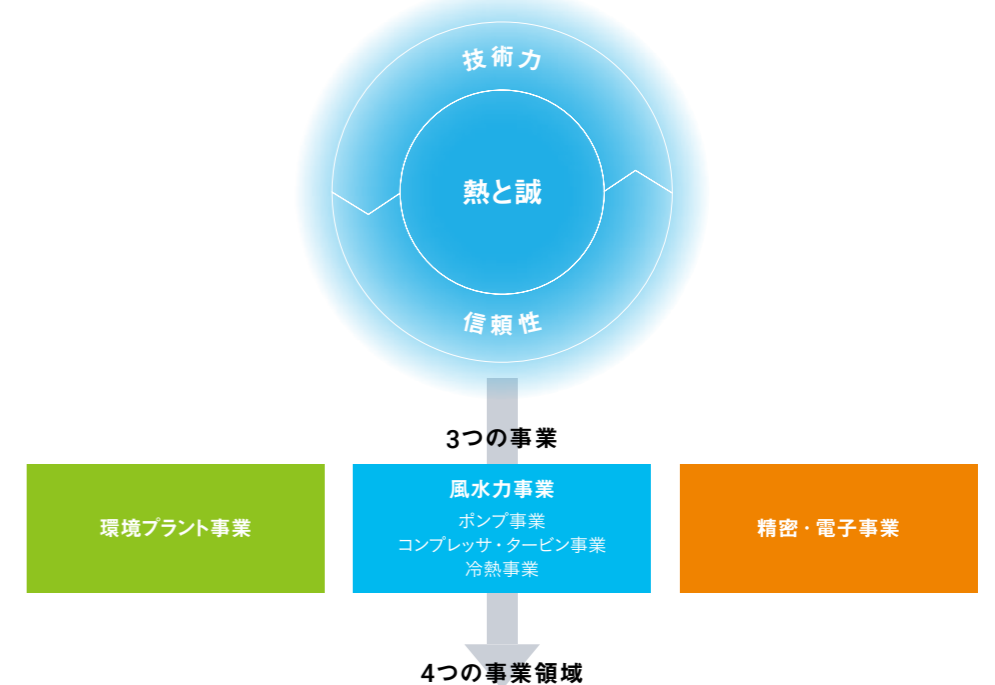 技術力
熱と誠
信頼性
3つの事業
環境プラント事業
風水力事業
ポンプ事業
コンプレッサ・タービン事業
冷熱事業
精密・電子事業
4つの事業領域